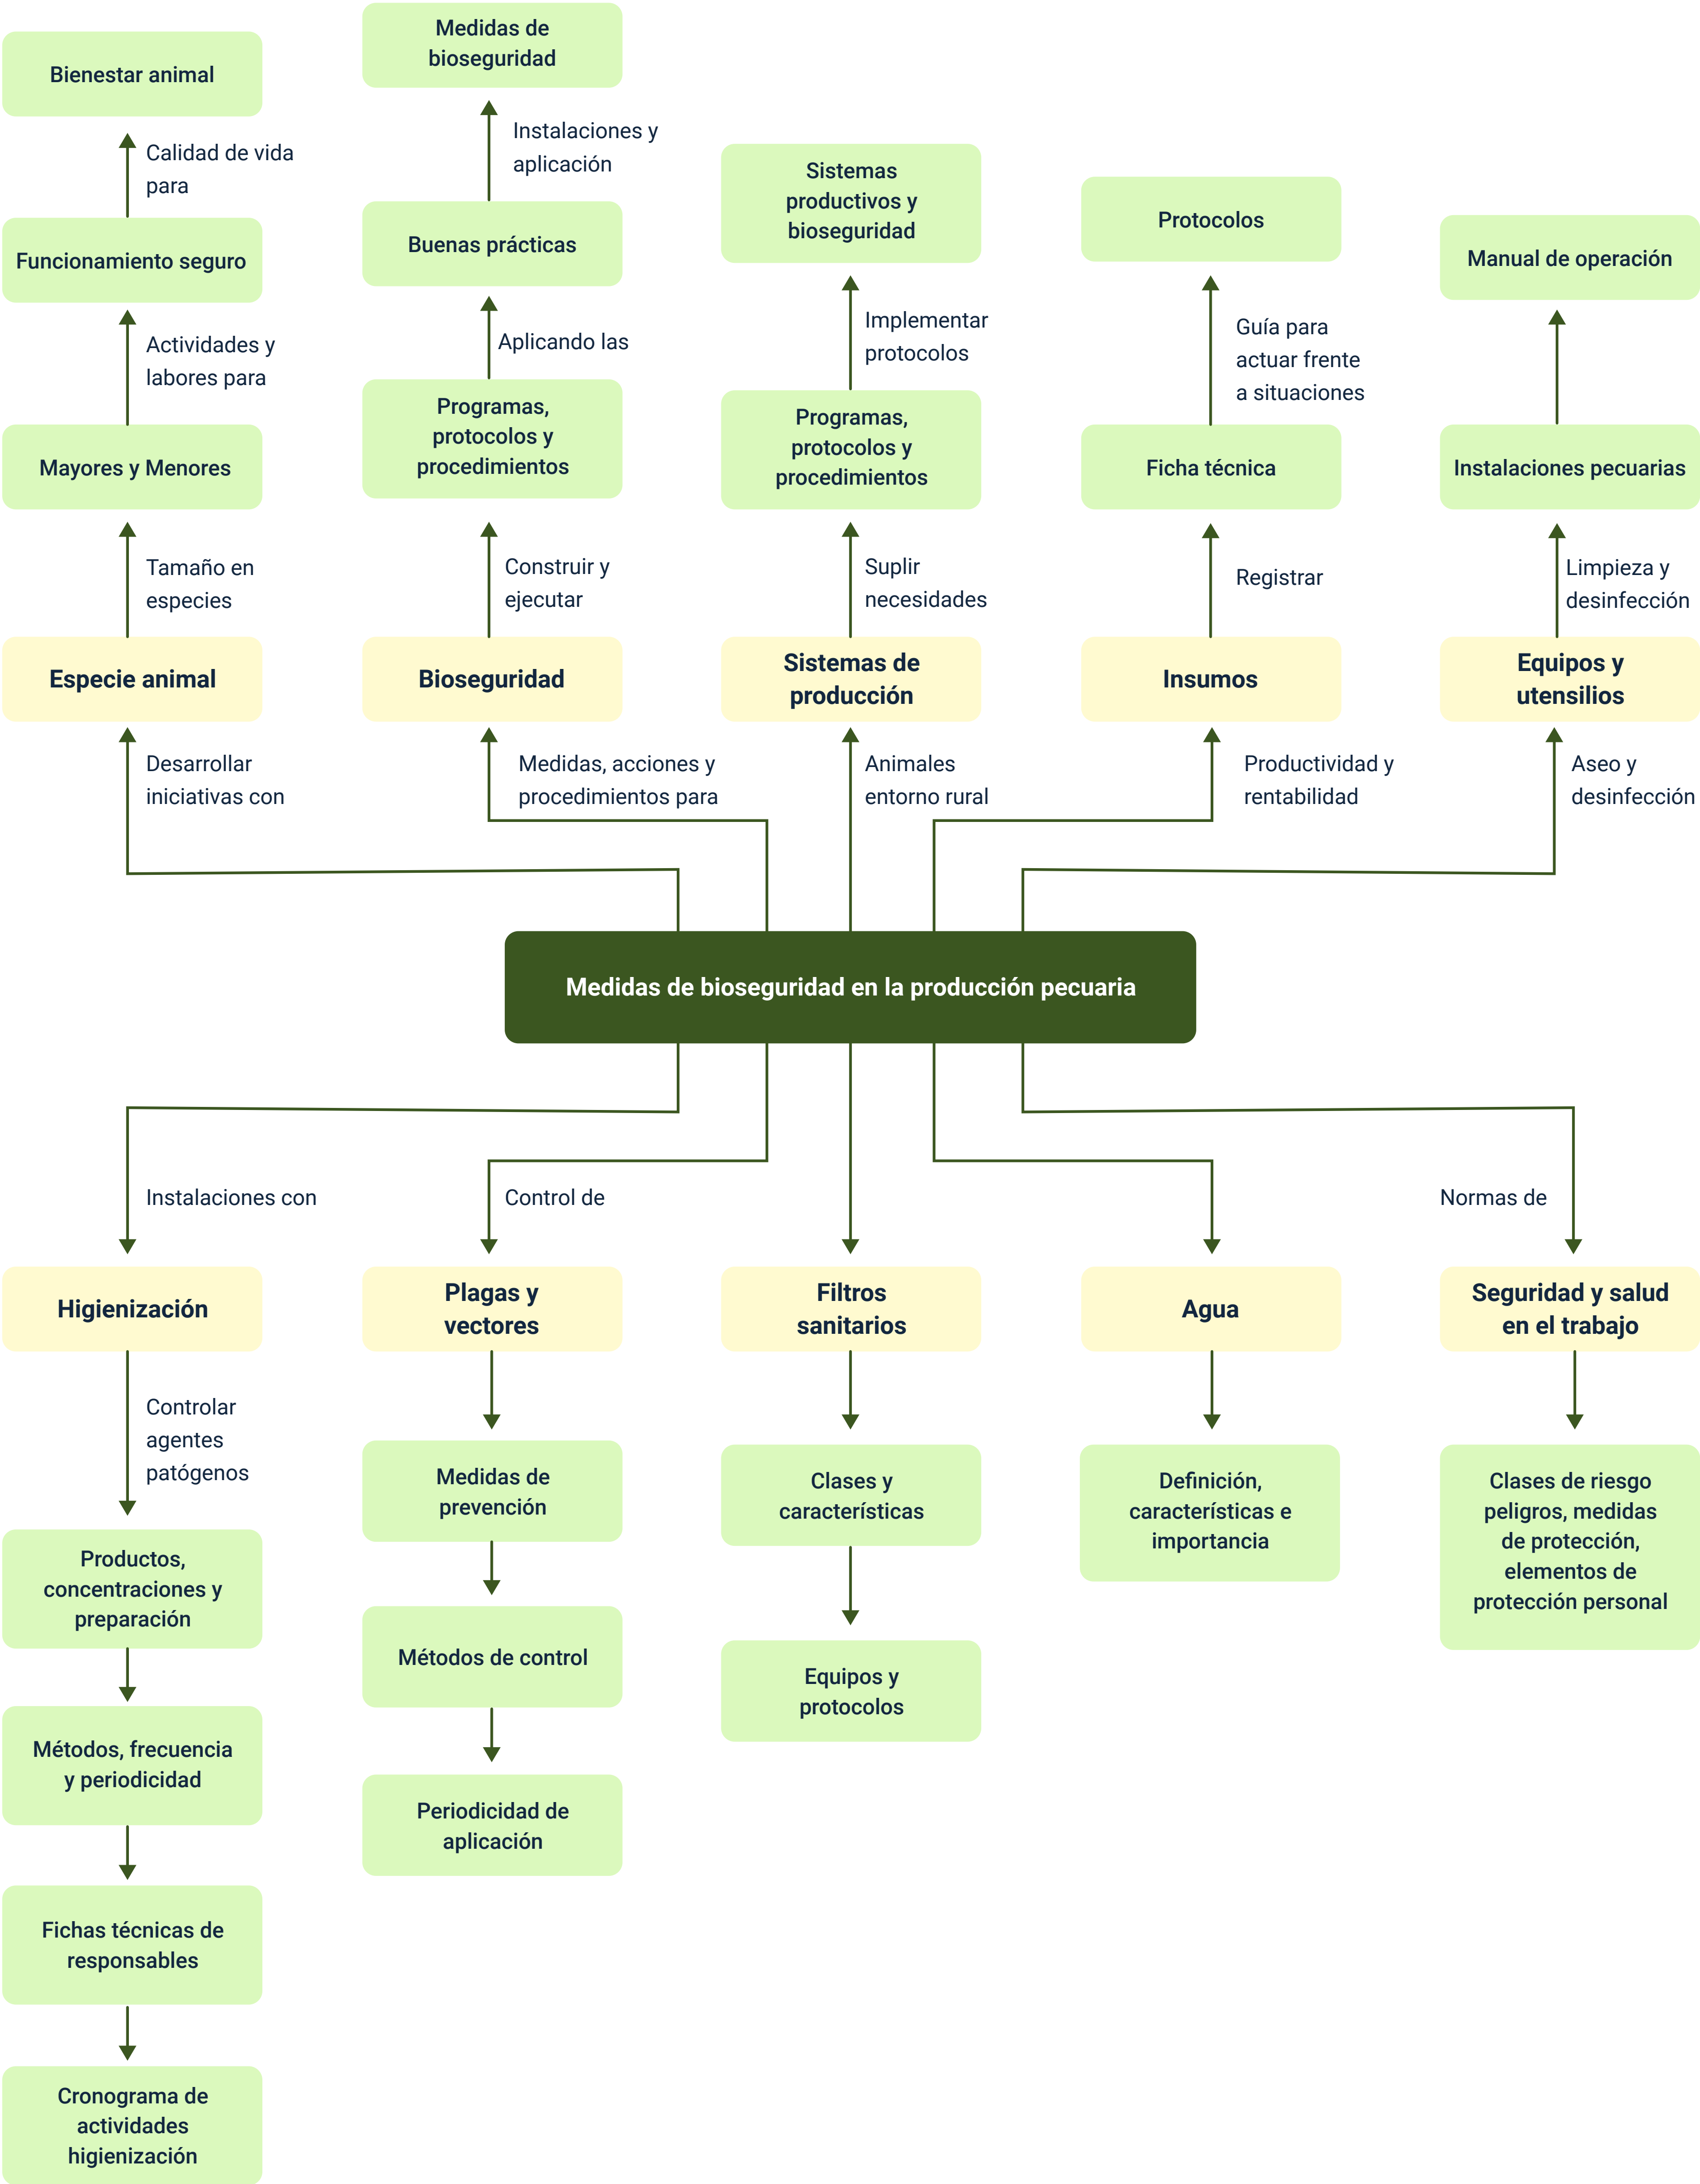 Medidas de
bioseguridad
Bienestar animal
Instalaciones y
aplicación
Calidad de vida
para
Sistemas
productivos y
bioseguridad
Protocolos
Buenas prácticas
Funcionamiento seguro
Manual de operación
Implementar
protocolos
Guía para
actuar frente
a situaciones
Aplicando las
Actividades y
labores para
Programas,
protocolos y
procedimientos
Programas,
protocolos y
procedimientos
Mayores y Menores
Ficha técnica
Instalaciones pecuarias
Tamaño en
especies
Construir y
ejecutar
Suplir
necesidades
Registrar
Limpieza y
desinfección
Especie animal
Bioseguridad
Sistemas de
producción
Insumos
Equipos y
utensilios
Desarrollar
iniciativas con
Medidas, acciones y
procedimientos para
Animales
entorno rural
Productividad y
rentabilidad
Aseo y
desinfección
Medidas de bioseguridad en la producción pecuaria
Instalaciones con
Control de
Normas de
Higienización
Plagas y
vectores
Filtros
sanitarios
Agua
Seguridad y salud
en el trabajo
Controlar
agentes
patógenos
Medidas de
prevención
Clases y
características
Definición,
características e
importancia
Clases de riesgo
peligros, medidas
de protección,
elementos de
protección personal
Productos,
concentraciones y
preparación
Métodos de control
Equipos y
protocolos
Métodos, frecuencia
y periodicidad
Periodicidad de
aplicación
Fichas técnicas de
responsables
Cronograma de
actividades
higienización